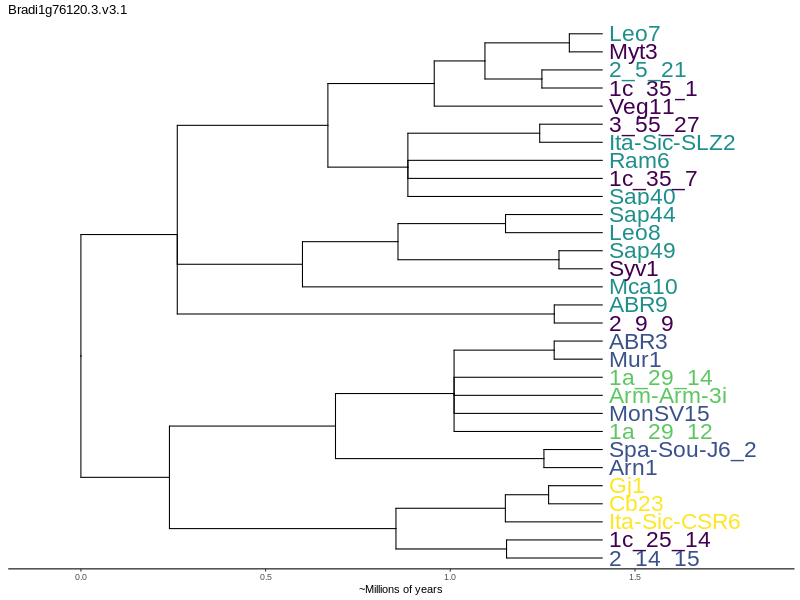 Bradi1g76120.3.v3.1
Leo7
Myt3
2_5_21
1c_35_1
Veg11
3_55_27
Ita-Sic-SLZ2
Ram6
1c_35_7
Sap40
Sap44
Leo8
Sap49
Syv1
Mca10
ABR9
2_9_9
ABR3
Mur1
1a_29_14
Arm-Arm-3i
MonSV15
1a_29_12
Spa-Sou-J6_2
Arn1
Gj1
Cb23
Ita-Sic-CSR6
1c_25_14
2_14_15
0.0 0.5 1.0 1.5
~Millions of years